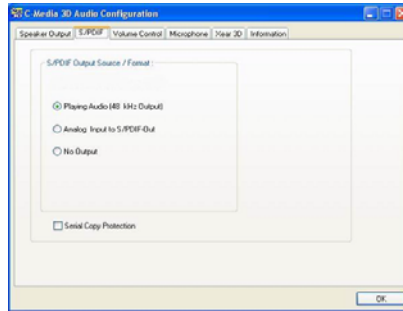 C-Media 3D Audio Configuration
Speaker Output S/PDIF Volume Control Microphone Xear 3D Information
S/PDIF Output Source / Format :
Playing Audio (48 kHz Output)
Analog Input to S/PDIF-Out
No Output
Serial Copy Protection
OK